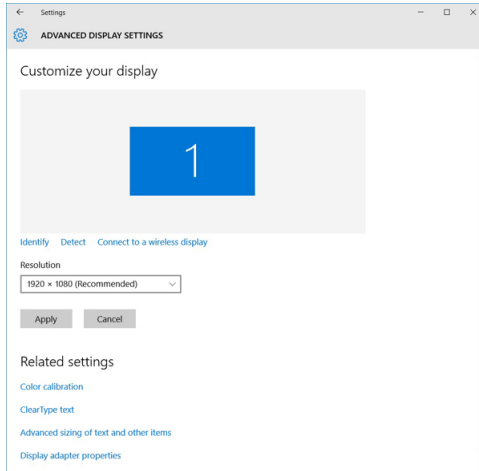 Settings
ADVANCED DISPLAY SETTINGS
Customize your display
1
Identify Detect Connect to a wireless display
Resolution
1920 × 1080 (Recommended)
Apply Cancel
Related settings
Color calibration
ClearType text
Advanced sizing of text and other items
Display adapter properties